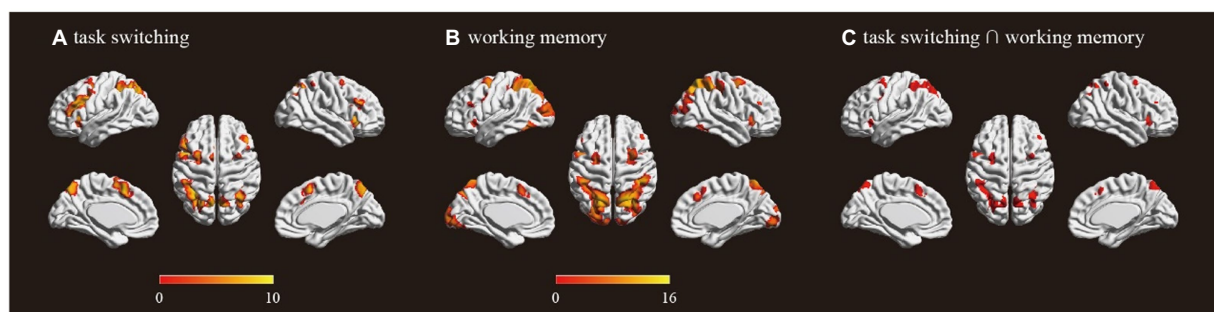 A task switching
B working memory
C task switching ∩ working memory
0 10
0 16